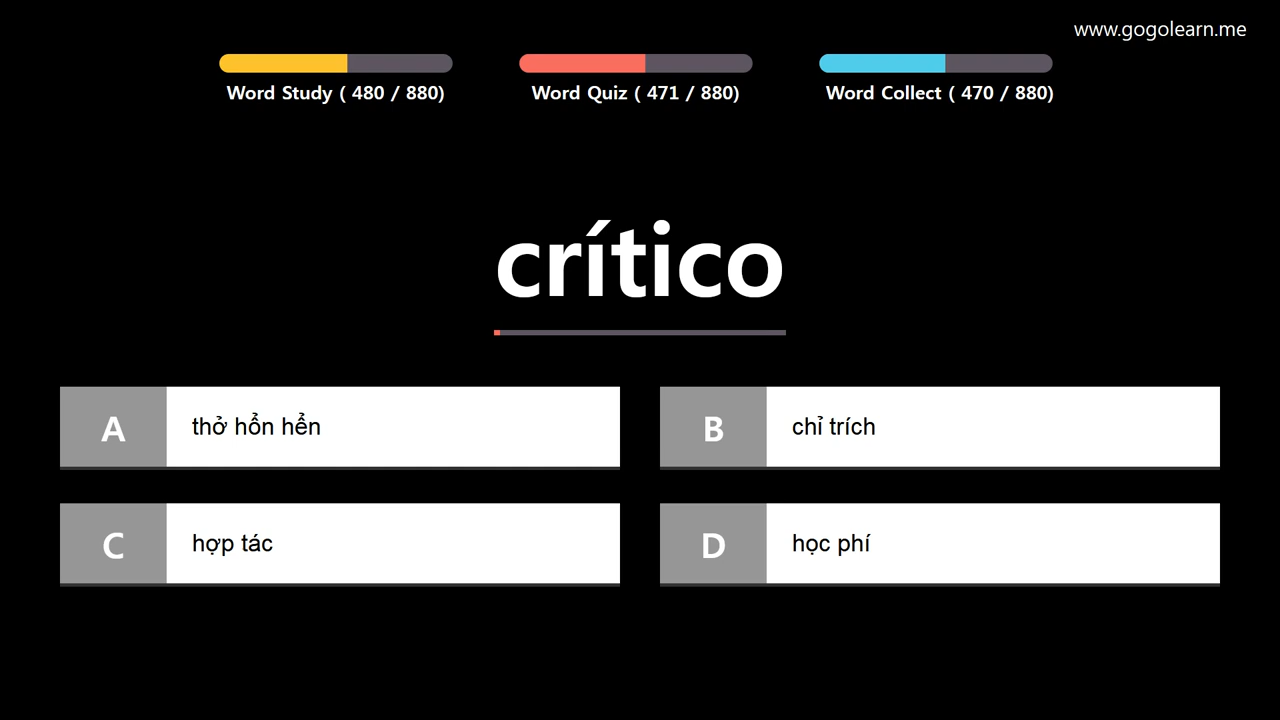 www.gogolearn.me
Word Study ( 480 / 880)
Word Quiz ( 471 / 880)
Word Collect ( 470 / 880)
crítico
A thở hổn hển
B chỉ trích
C hợp tác
D học phí